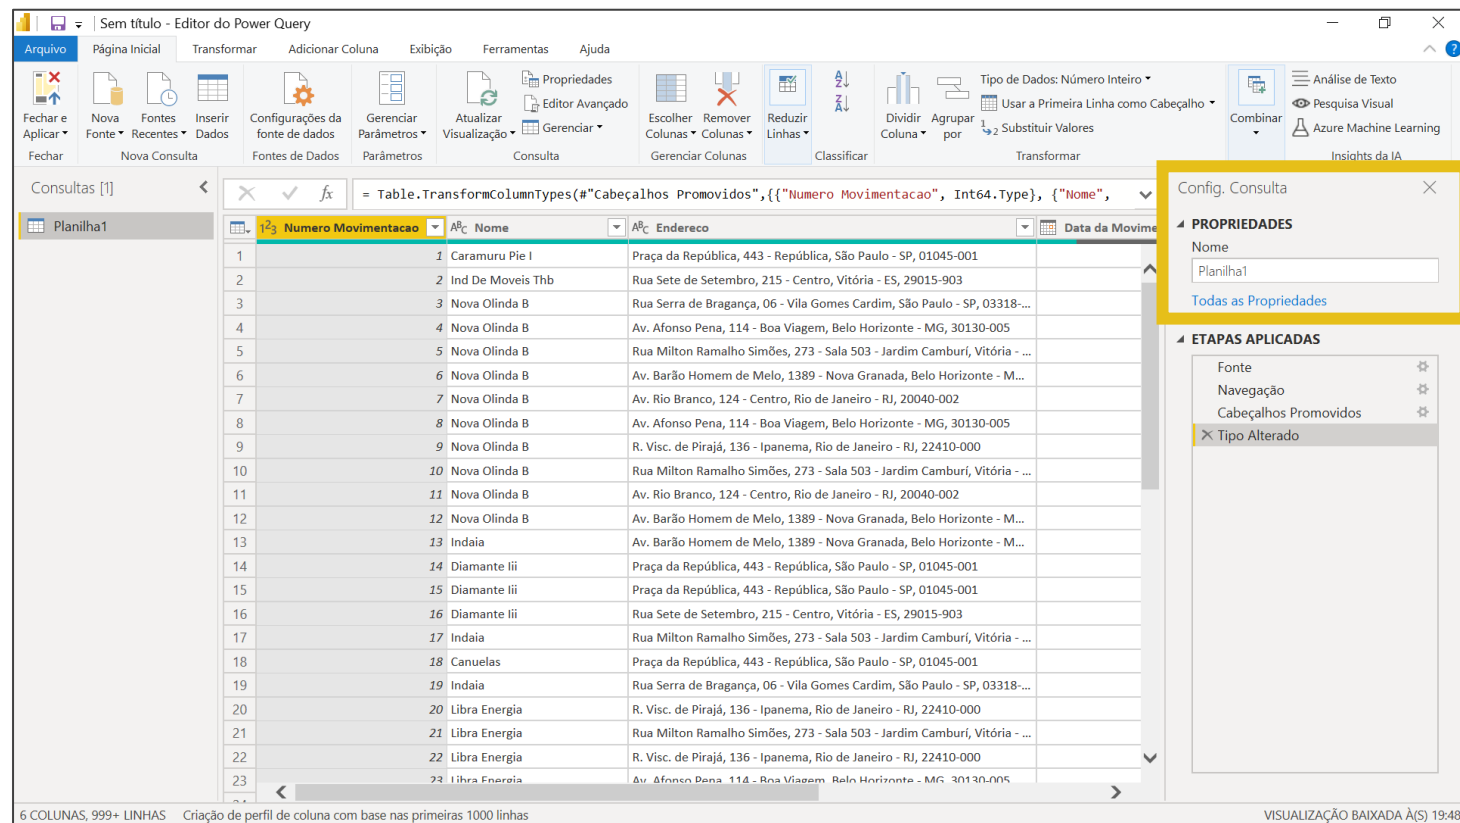 Sem título - Editor do Power Query
Arquivo Página Inicial Transformar Adicionar Coluna Exibição Ferramentas Ajuda
Fechar e Aplicar
Nova Fonte
Fontes Recentes
Inserir Dados
Configurações da fonte de dados
Gerenciar Parâmetros
Atualizar Visualização
Propriedades
Editor Avançado
Gerenciar
Escolher Colunas
Remover Colunas
Reduzir Linhas
Dividir Coluna
Agrupar por
Tipo de Dados: Número Inteiro
Usar a Primeira Linha como Cabeçalho
Substituir Valores
Combinar
Análise de Texto
Pesquisa Visual
Azure Machine Learning
Fechar Nova Consulta Fontes de Dados Parâmetros Consulta Gerenciar Colunas Classificar Transformar Insights da IA
Consultas [1]
Planilha1
fx = Table.TransformColumnTypes(#"Cabeçalhos Promovidos",{{"Numero Movimentacao", Int64.Type}, {"Nome",
123 Numero Movimentacao ABC Nome ABC Endereco Data da Movime
1 1 Caramuru Pie I Praça da República, 443 - República, São Paulo - SP, 01045-001
2 2 Ind De Moveis Thb Rua Sete de Setembro, 215 - Centro, Vitória - ES, 29015-903
3 3 Nova Olinda B Rua Serra de Bragança, 06 - Vila Gomes Cardim, São Paulo - SP, 03318-...
4 4 Nova Olinda B Av. Afonso Pena, 114 - Boa Viagem, Belo Horizonte - MG, 30130-005
5 5 Nova Olinda B Rua Milton Ramalho Simões, 273 - Sala 503 - Jardim Camburí, Vitória - ...
6 6 Nova Olinda B Av. Barão Homem de Melo, 1389 - Nova Granada, Belo Horizonte - M...
7 7 Nova Olinda B Av. Rio Branco, 124 - Centro, Rio de Janeiro - RJ, 20040-002
8 8 Nova Olinda B Av. Afonso Pena, 114 - Boa Viagem, Belo Horizonte - MG, 30130-005
9 9 Nova Olinda B R. Visc. de Pirajá, 136 - Ipanema, Rio de Janeiro - RJ, 22410-000
10 10 Nova Olinda B Rua Milton Ramalho Simões, 273 - Sala 503 - Jardim Camburí, Vitória - ...
11 11 Nova Olinda B Av. Rio Branco, 124 - Centro, Rio de Janeiro - RJ, 20040-002
12 12 Nova Olinda B Av. Barão Homem de Melo, 1389 - Nova Granada, Belo Horizonte - M...
13 13 Indaia Av. Barão Homem de Melo, 1389 - Nova Granada, Belo Horizonte - M...
14 14 Diamante Iii Praça da República, 443 - República, São Paulo - SP, 01045-001
15 15 Diamante Iii Praça da República, 443 - República, São Paulo - SP, 01045-001
16 16 Diamante Iii Rua Sete de Setembro, 215 - Centro, Vitória - ES, 29015-903
17 17 Indaia Rua Milton Ramalho Simões, 273 - Sala 503 - Jardim Camburí, Vitória - ...
18 18 Canuelas Praça da República, 443 - República, São Paulo - SP, 01045-001
19 19 Indaia Rua Serra de Bragança, 06 - Vila Gomes Cardim, São Paulo - SP, 03318-...
20 20 Libra Energia R. Visc. de Pirajá, 136 - Ipanema, Rio de Janeiro - RJ, 22410-000
21 21 Libra Energia Rua Milton Ramalho Simões, 273 - Sala 503 - Jardim Camburí, Vitória - ...
22 22 Libra Energia R. Visc. de Pirajá, 136 - Ipanema, Rio de Janeiro - RJ, 22410-000
23 23 Libra Energia Av. Afonso Pena, 114 - Boa Viagem, Belo Horizonte - MG, 30130-005
Config. Consulta
PROPRIEDADES
Nome
Planilha1
Todas as Propriedades
ETAPAS APLICADAS
Fonte
Navegação
Cabeçalhos Promovidos
Tipo Alterado
6 COLUNAS, 999+ LINHAS Criação de perfil de coluna com base nas primeiras 1000 linhas VISUALIZAÇÃO BAIXADA À(S) 19:48